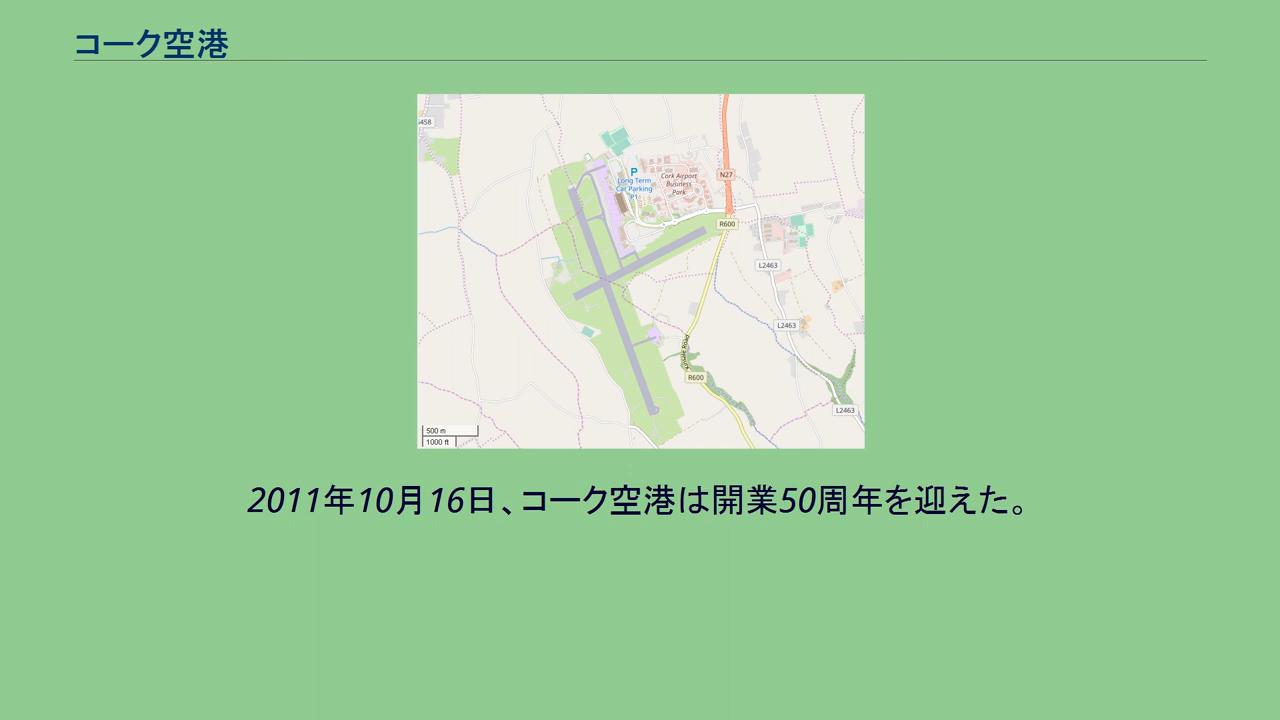 コーク空港
P
Long Term
Car Parking
P1
Cork Airport
Business
Park
N27
R600
L2463
L2463
R600
L2463
500 m
1000 ft
2011年10月16日、コーク空港は開業50周年を迎えた。